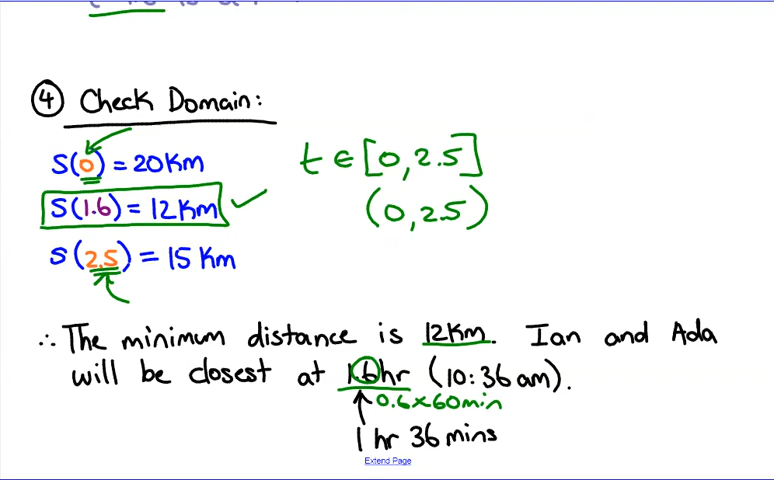 ④ Check Domain:
S(0) = 20Km
t ∈ [0, 2.5]
S(1.6) = 12Km ✓
(0, 2.5)
S(2.5) = 15 Km
∴ The minimum distance is 12Km. Ian and Ada
will be closest at 1.6hr (10:36am).
0.6×60min
1 hr 36 mins
Extend Page